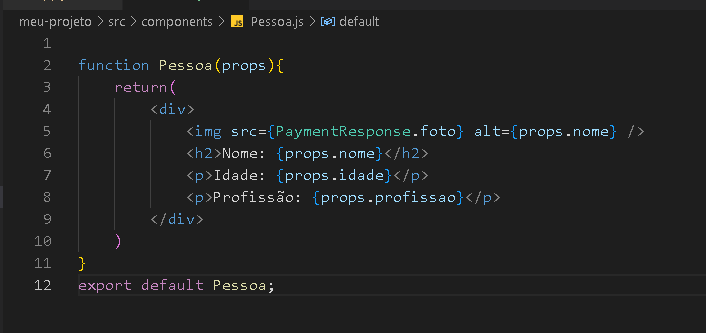 meu-projeto > src > components > JS Pessoa.js > default
1
2 function Pessoa(props){
3 return(
4 <div>
5 <img src={PaymentResponse.foto} alt={props.nome} />
6 <h2>Nome: {props.nome}</h2>
7 <p>Idade: {props.idade}</p>
8 <p>Profissão: {props.profissao}</p>
9 </div>
10 )
11 }
12 export default Pessoa;